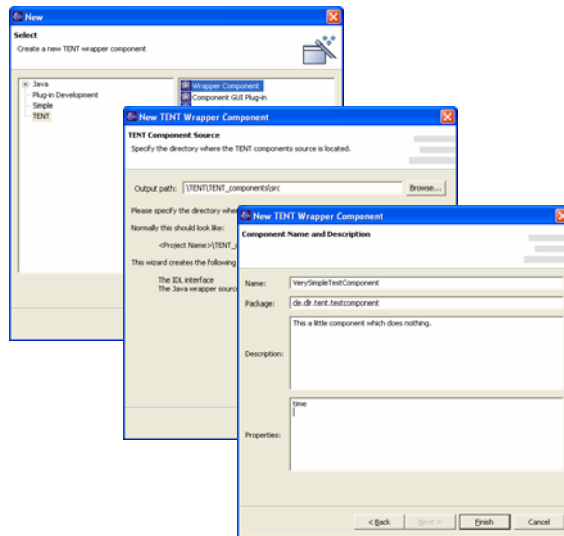 New
Select
Create a new TENT wrapper component
Java
Plug-in Development
Simple
TENT
Wrapper Component
Component GUI Plug-in
New TENT Wrapper Component
TENT Component Source
Specify the directory where the TENT components source is located.
Output path: \TENT\TENT_components\src Browse...
Please specify the directory
Normally this should look like:
<Project Name>\TENT_
This wizard creates the following
The IDL interface
The Java wrapper
New TENT Wrapper Component
Component Name and Description
Name: VerySimpleTestComponent
Package: de.dlr.tent.testcomponent
Description: This a little component which does nothing.
Properties: time
< Back Next > Finish Cancel